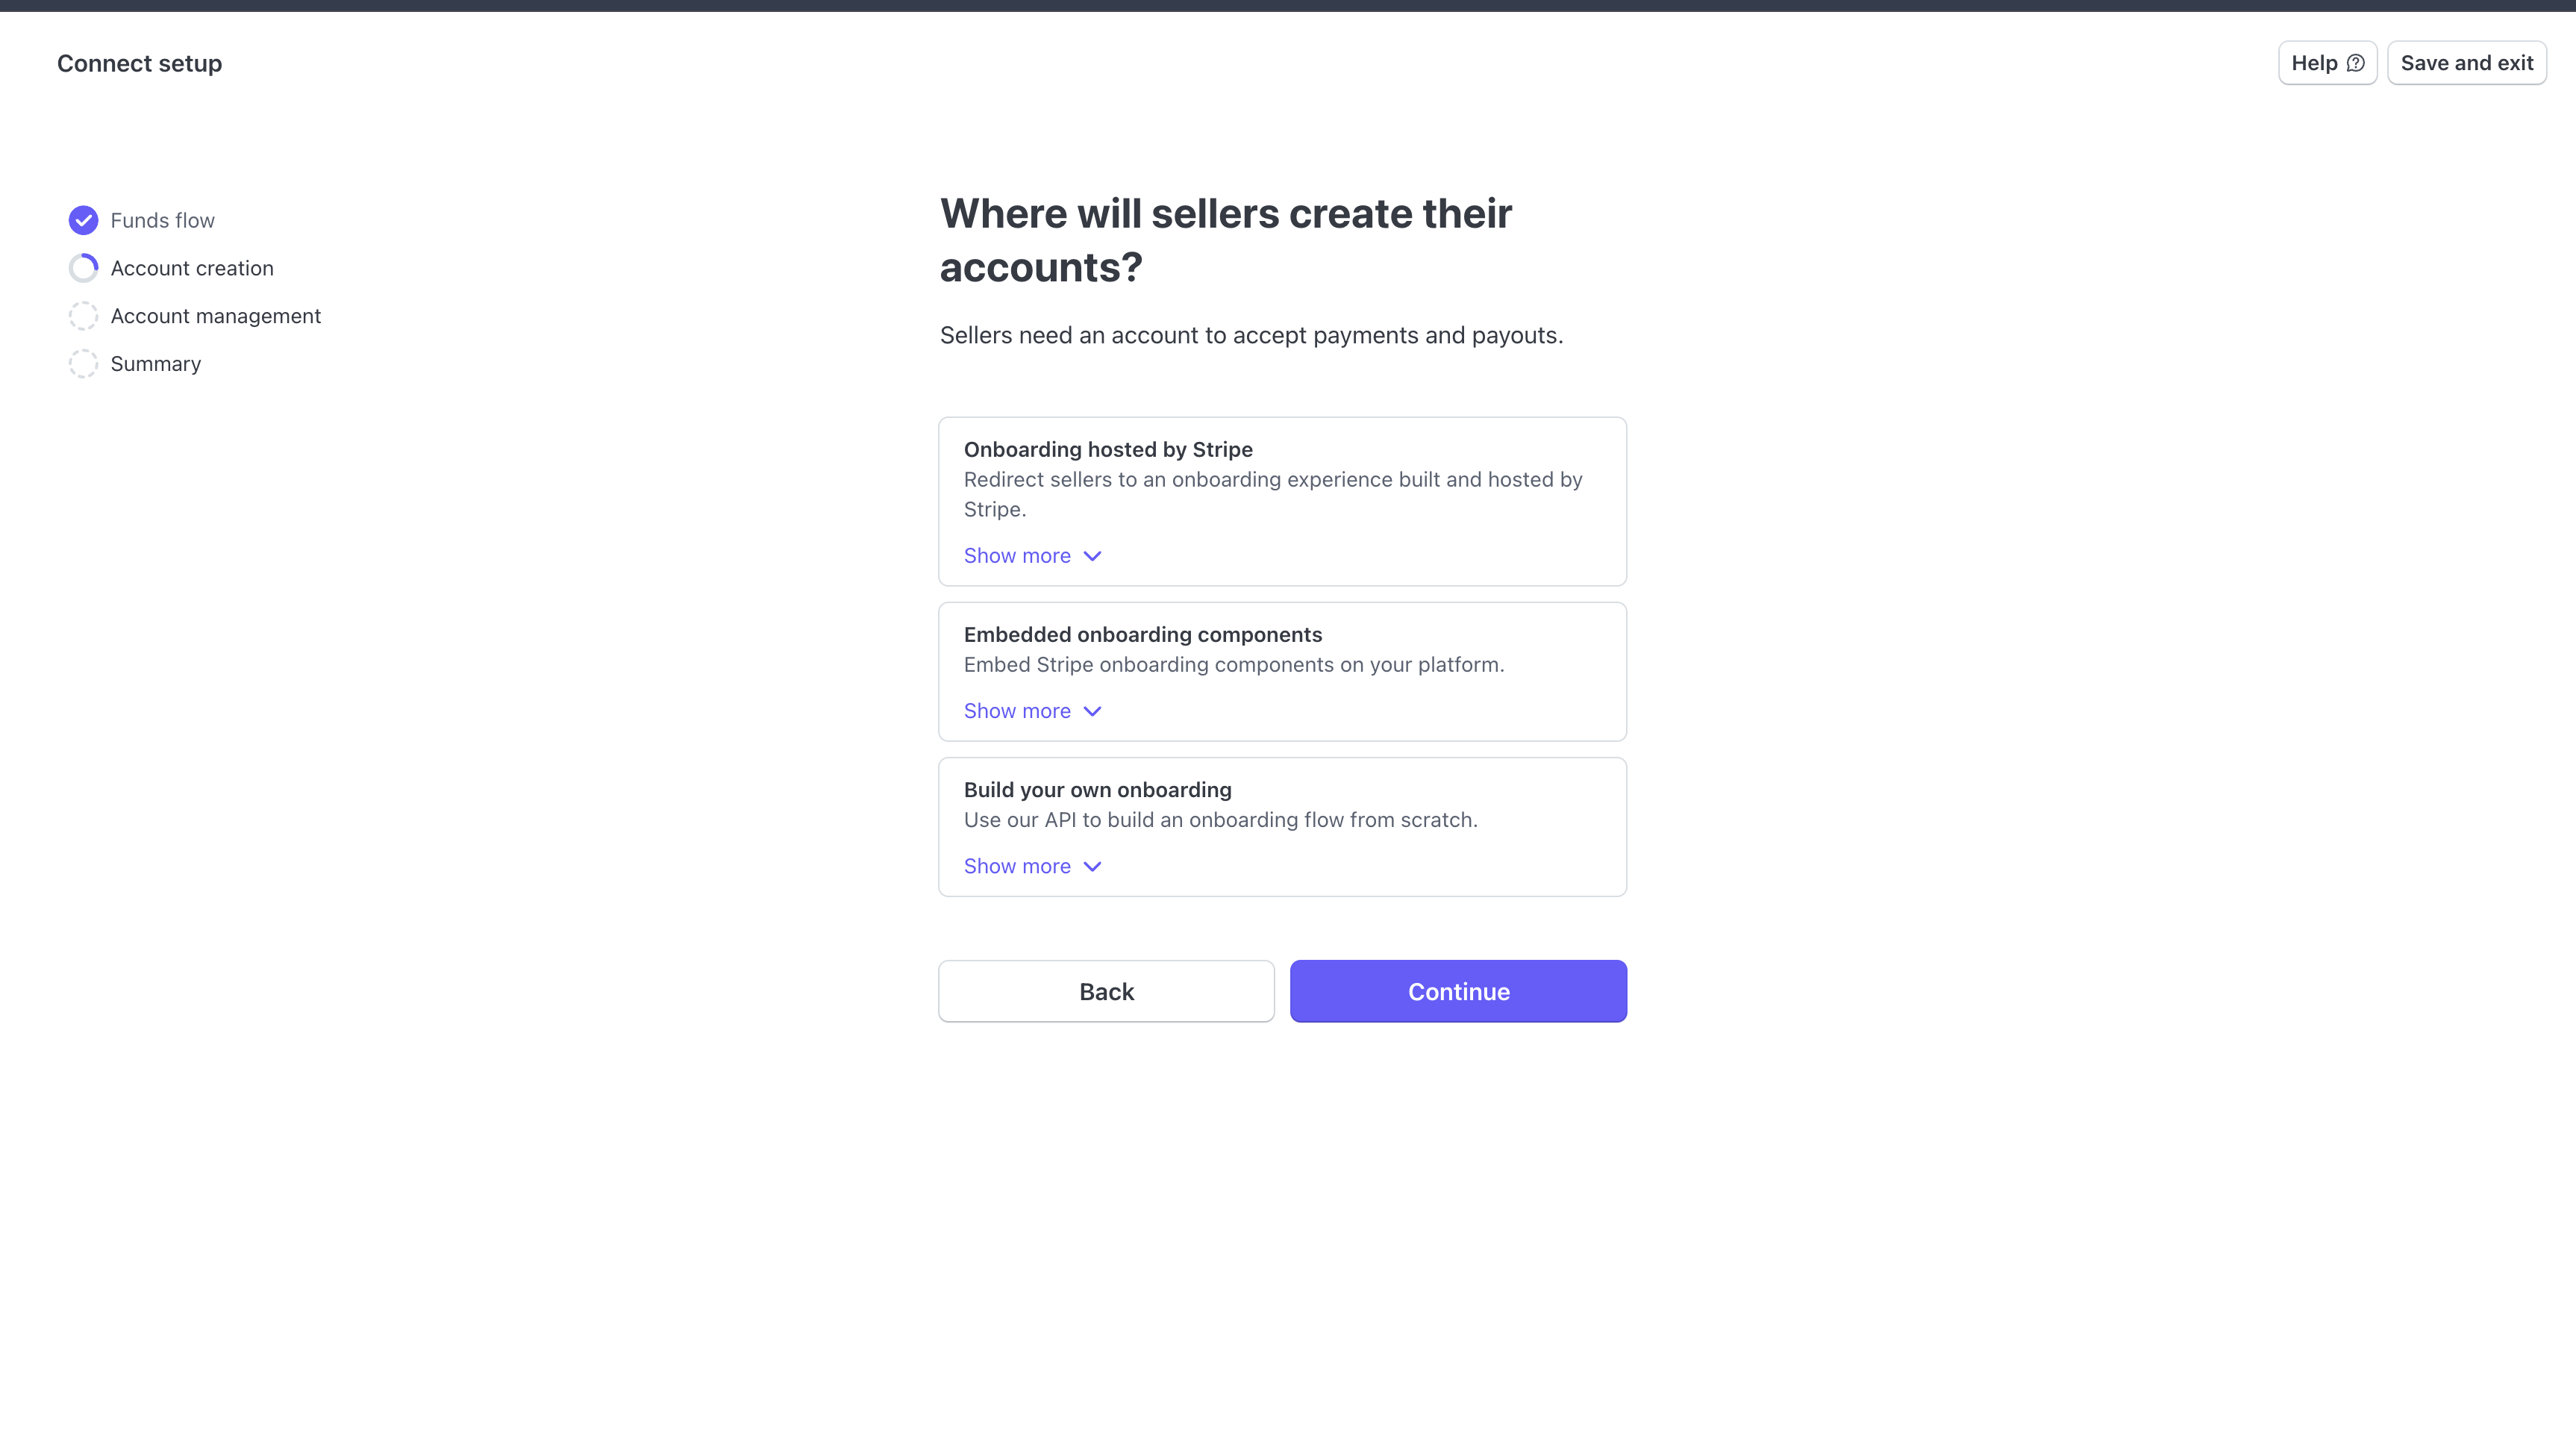 Connect setup
Help
Save and exit
Funds flow
Account creation
Account management
Summary
Where will sellers create their
accounts?
Sellers need an account to accept payments and payouts.
Onboarding hosted by Stripe
Redirect sellers to an onboarding experience built and hosted by
Stripe.
Show more
Embedded onboarding components
Embed Stripe onboarding components on your platform.
Show more
Build your own onboarding
Use our API to build an onboarding flow from scratch.
Show more
Back
Continue